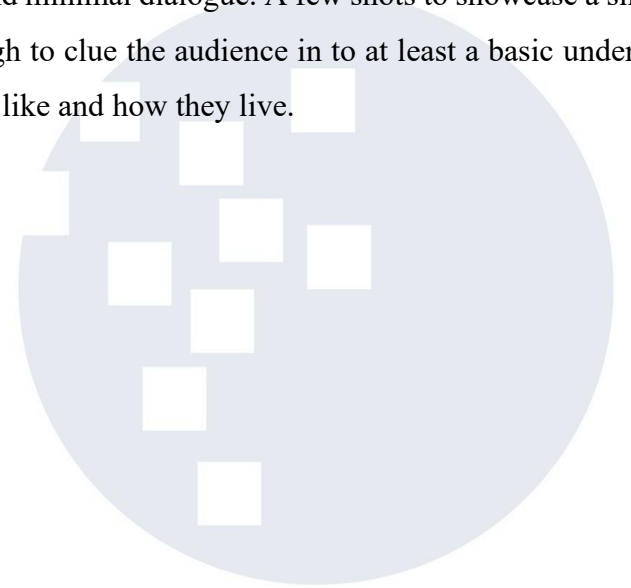 d minimal dialogue. A few shots to showcase a
gh to clue the audience in to at least a basic
like and how they live.